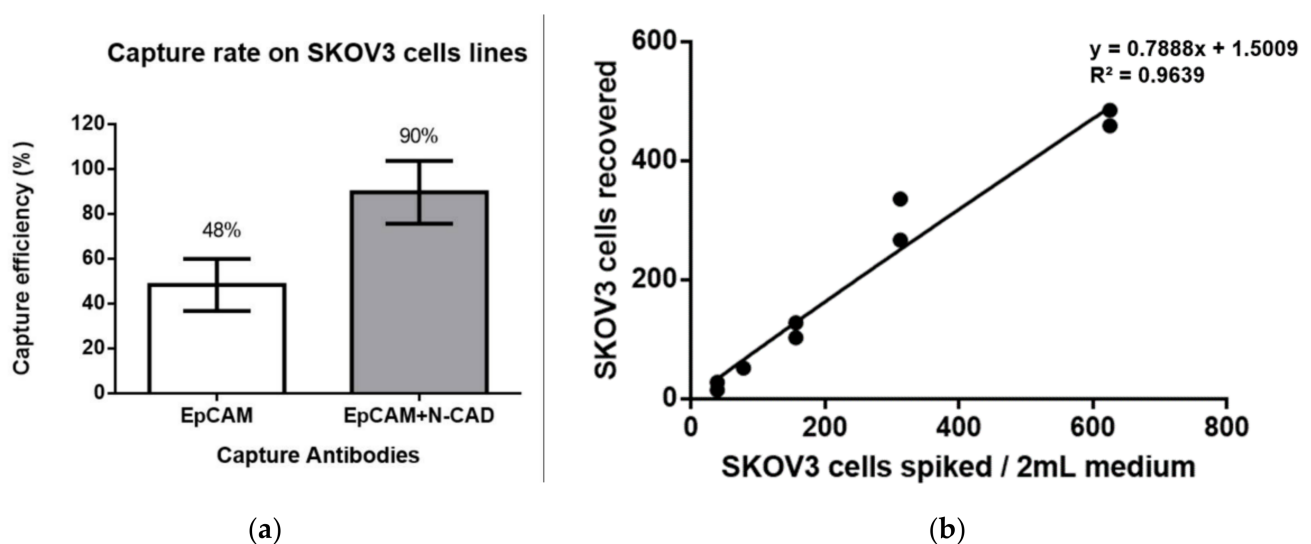 Capture rate on SKOV3 cells lines
Capture efficiency (%)
120
100
80
60
40
20
0
48%
90%
EpCAM
EpCAM+N-CAD
Capture Antibodies
(a)
y = 0.7888x + 1.5009
R² = 0.9639
SKOV3 cells recovered
600
400
200
0
0
200
400
600
800
SKOV3 cells spiked / 2mL medium
(b)